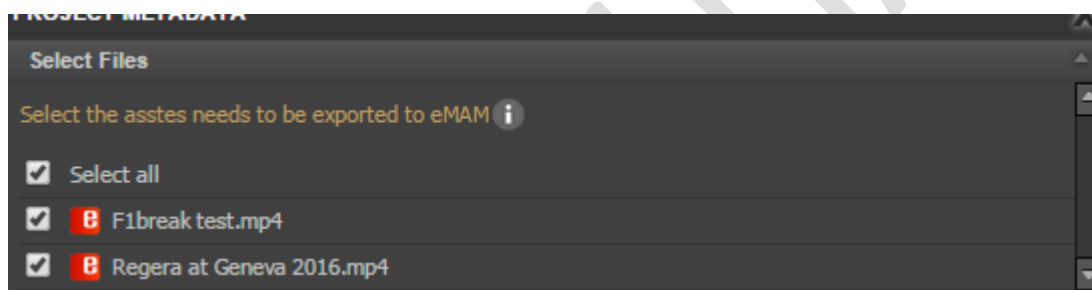 PROJECT METADATA
Select Files
Select the asstes needs to be exported to eMAM
Select all
F1break test.mp4
Regera at Geneva 2016.mp4